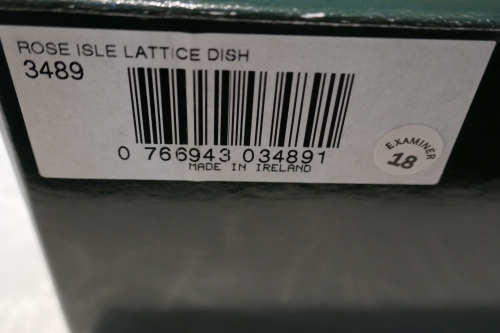 ROSE ISLE LATTICE DISH
3489
0 766943 034891
MADE IN IRELAND
EXAMINER
18